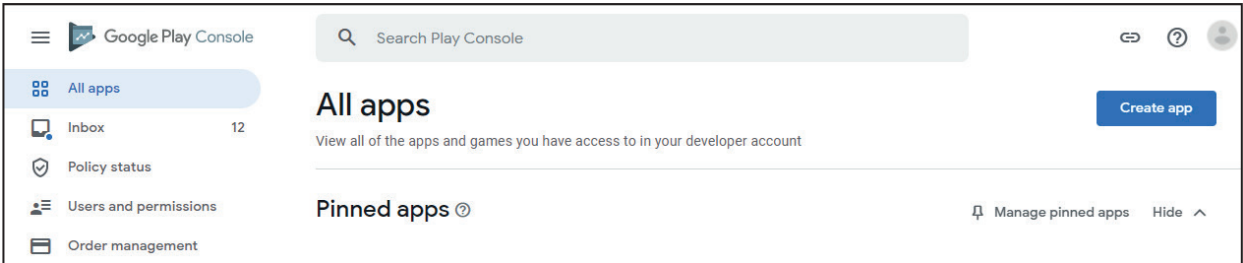 Google Play Console
Search Play Console
All apps
Inbox 12
Policy status
Users and permissions
Order management
All apps
Create app
View all of the apps and games you have access to in your developer account
Pinned apps
Manage pinned apps Hide